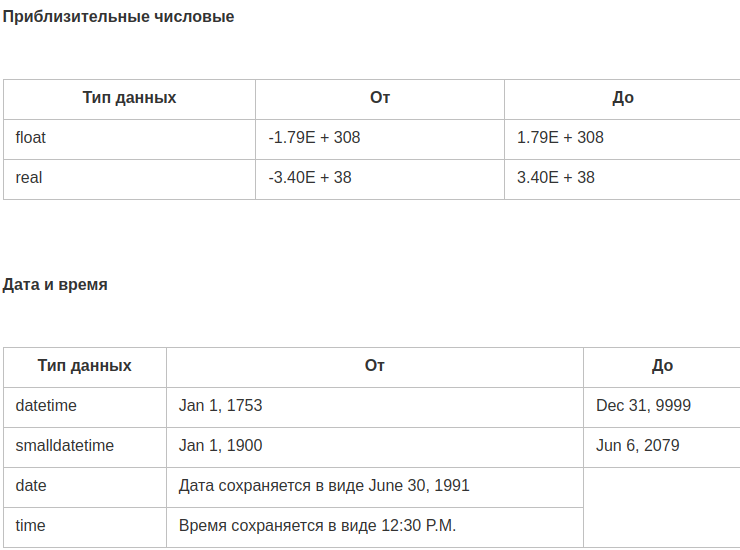 Приблизительные числовые
Тип данных От До
float -1.79E + 308 1.79E + 308
real -3.40E + 38 3.40E + 38
Дата и время
Тип данных От До
datetime Jan 1, 1753 Dec 31, 9999
smalldatetime Jan 1, 1900 Jun 6, 2079
date Дата сохраняется в виде June 30, 1991
time Время сохраняется в виде 12:30 P.M.